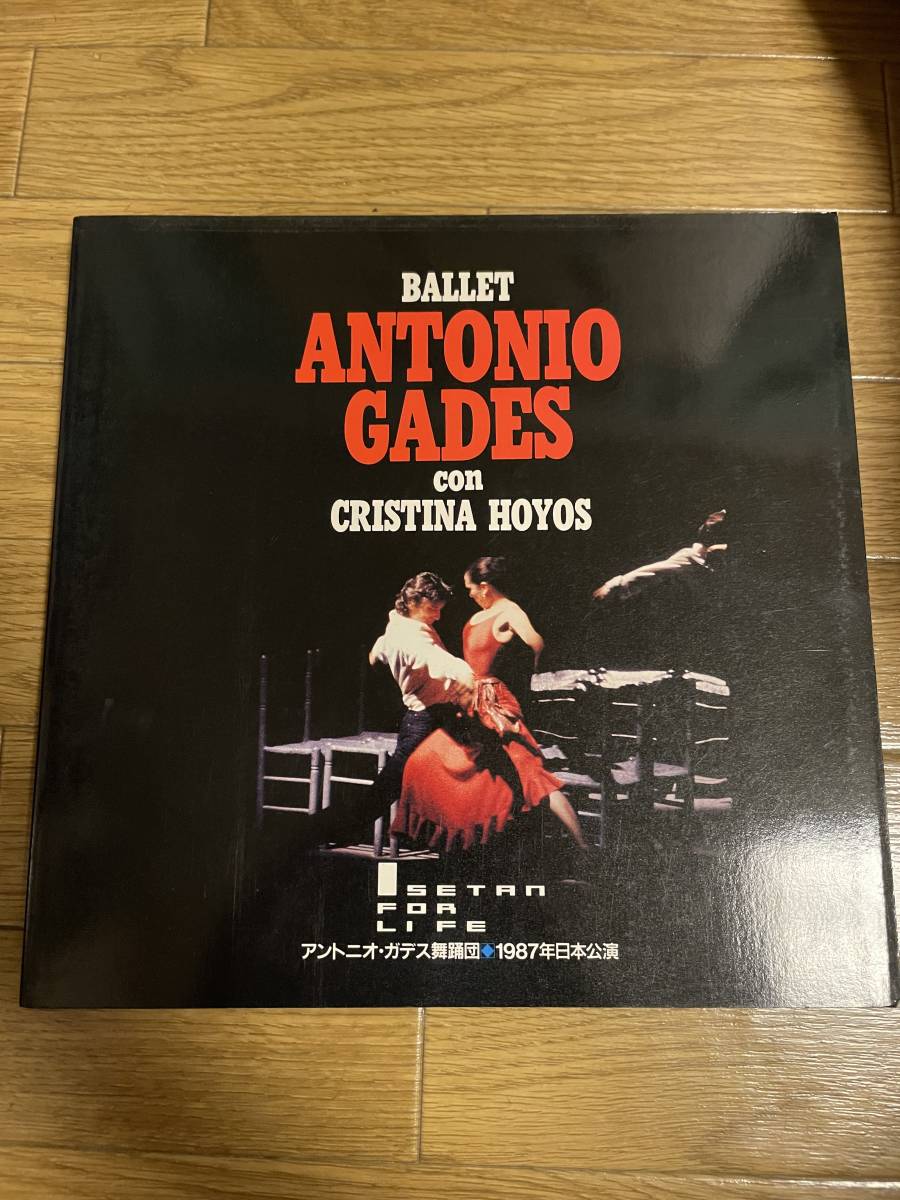 BALLET
ANTONIO
GADES
con
CRISTINA HOYOS
ISETAN
FOR
LIFE
アントニオ・ガデス舞踊団◆1987年日本公演